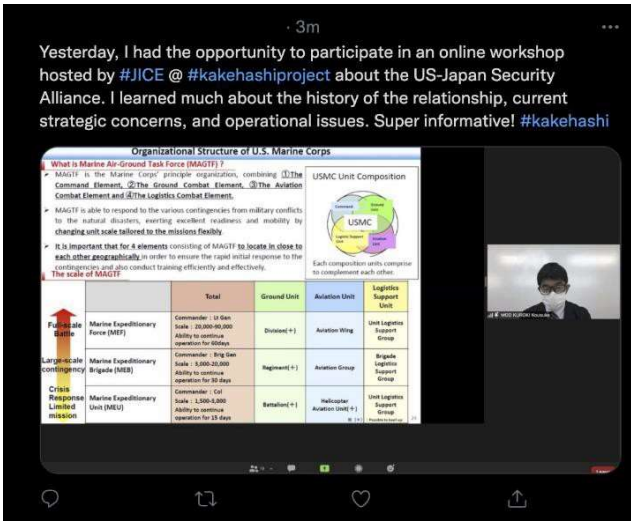 · 3m
Yesterday, I had the opportunity to participate in an online workshop
hosted by #JICE @ #kakehashiproject about the US-Japan Security
Alliance. I learned much about the history of the relationship, current
strategic concerns, and operational issues. Super informative! #kakehashi
Organizational Structure of U.S. Marine Corps
What is Marine Air-Ground Task Force (MAGTF) ?
MAGTF is the Marine Corps' principle organization, combining ①The
Command Element, ②The Ground Combat Element, ③The Aviation
Combat Element and ④The Logistics Combat Element.
MAGTF is able to respond to the various contingencies from military conflicts
to the natural disasters, exerting excellent readiness and mobility by
changing unit scale tailored to the missions flexibly.
It is important that for 4 elements consisting of MAGTF to locate in close to
each other geographically in order to ensure the rapid initial response to the
contingencies and also conduct training efficiently and effectively.
USMC Unit Composition
Command
Ground
Unit
USMC
Logistics Support
Unit
Aviation
Unit
Each composition units comprise
to complement each other.
The scale of MAGTF
Total
Ground Unit
Aviation Unit
Logistics
Support
Unit
Full-scale
Battle
Marine Expeditionary
Force (MEF)
Commander : Lt Gen
Scale : 20,000-90,000
Ability to continue
operation for 60days
Division(+)
Aviation Wing
Unit Logistics
Support
Group
Large-scale
contingency
Marine Expeditionary
Brigade (MEB)
Commander : Brig Gen
Scale : 3,000-20,000
Ability to continue
operation for 30 days
Regiment(+)
Aviation Group
Brigade
Logistics
Support
Group
Crisis
Response
Limited
mission
Marine Expeditionary
Unit (MEU)
Commander : Col
Scale : 1,500-3,000
Ability to continue
operation for 15 days
Battalion(+)
Helicopter
Aviation Unit(+)
Unit Logistics
Support
Group
MOD KUROKI Yousuke